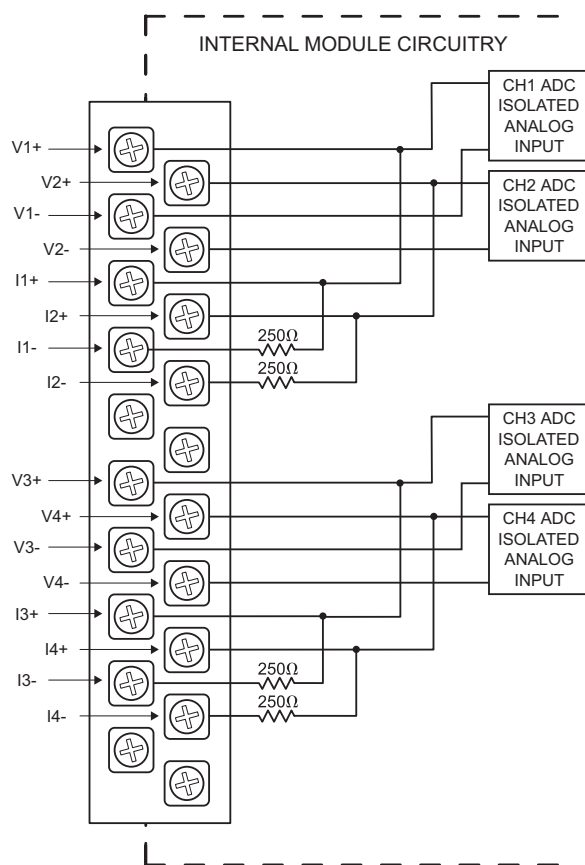 INTERNAL MODULE CIRCUITRY
CH1 ADC
ISOLATED
ANALOG
INPUT
V1+
V2+
CH2 ADC
ISOLATED
ANALOG
INPUT
V1-
V2-
I1+
I2+
250Ω
I1-
250Ω
I2-
CH3 ADC
ISOLATED
ANALOG
INPUT
V3+
V4+
CH4 ADC
ISOLATED
ANALOG
INPUT
V3-
V4-
I3+
I4+
250Ω
I3-
250Ω
I4-